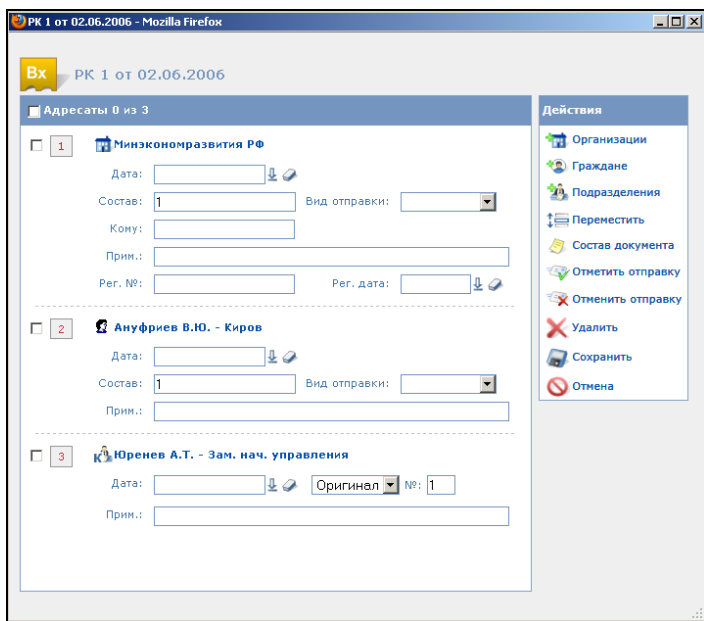 РК 1 от 02.06.2006 - Mozilla Firefox
Вх РК 1 от 02.06.2006
Адресаты 0 из 3
1 Минэкономразвития РФ
Дата:
Состав: 1 Вид отправки:
Кому:
Прим.:
Рег. №: Рег. дата:
2 Ануфриев В.Ю. - Киров
Дата:
Состав: 1 Вид отправки:
Прим.:
3 Юренев А.Т. - Зам. нач. управления
Дата: Оригинал №: 1
Прим.:
Действия
Организации
Граждане
Подразделения
Переместить
Состав документа
Отметить отправку
Отменить отправку
Удалить
Сохранить
Отмена